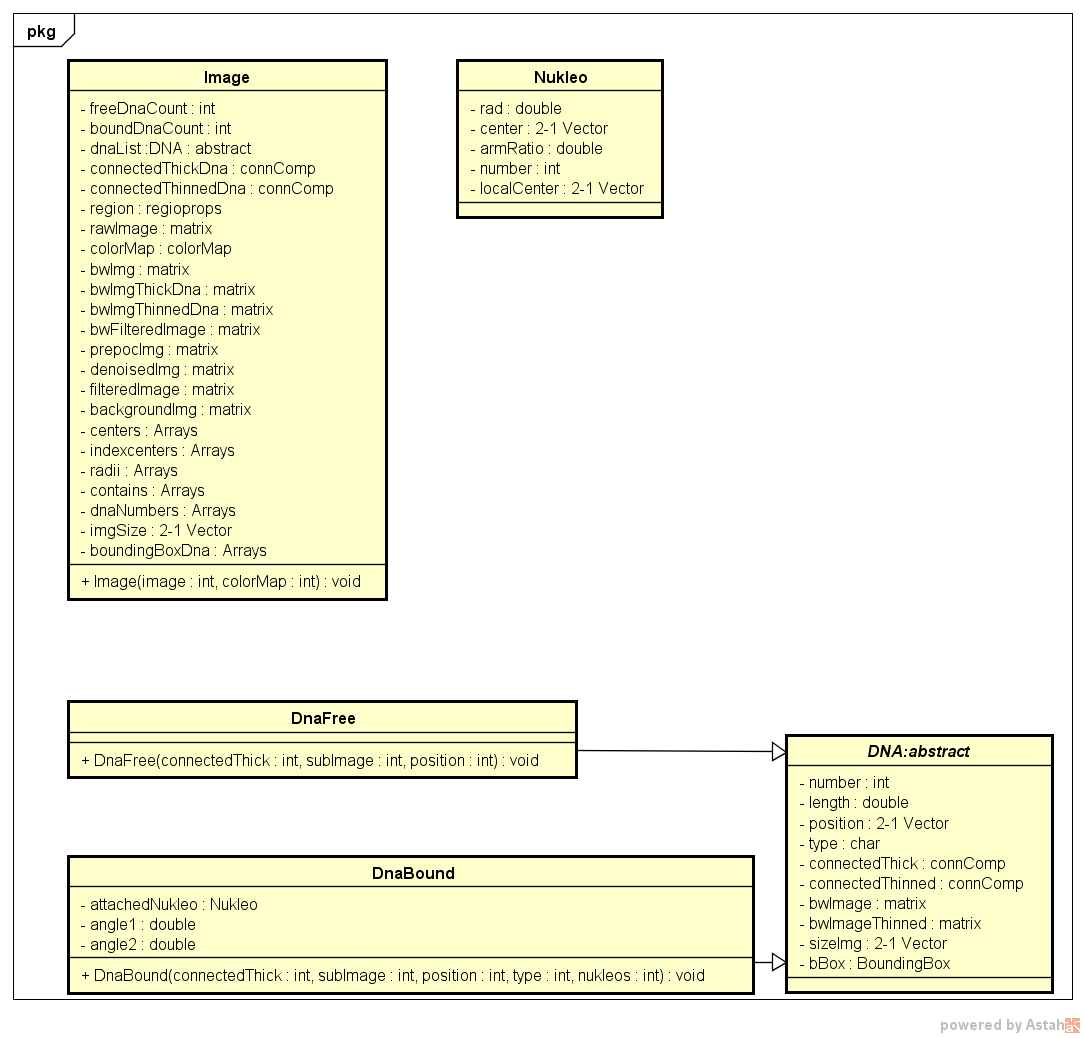 pkg
Image
- freeDnaCount : int
- boundDnaCount : int
- dnaList :DNA : abstract
- connectedThickDna : connComp
- connectedThinnedDna : connComp
- region : regioprops
- rawImage : matrix
- colorMap : colorMap
- bwImg : matrix
- bwImgThickDna : matrix
- bwImgThinnedDna : matrix
- bwFilteredImage : matrix
- prepocImg : matrix
- denoisedImg : matrix
- filteredImage : matrix
- backgroundImg : matrix
- centers : Arrays
- indexcenters : Arrays
- radii : Arrays
- contains : Arrays
- dnaNumbers : Arrays
- imgSize : 2-1 Vector
- boundingBoxDna : Arrays
+ Image(image : int, colorMap : int) : void
Nukleo
- rad : double
- center : 2-1 Vector
- armRatio : double
- number : int
- localCenter : 2-1 Vector
DnaFree
+ DnaFree(connectedThick : int, subImage : int, position : int) : void
DNA:abstract
- number : int
- length : double
- position : 2-1 Vector
- type : char
- connectedThick : connComp
- connectedThinned : connComp
- bwImage : matrix
- bwImageThinned : matrix
- sizeImg : 2-1 Vector
- bBox : BoundingBox
DnaBound
- attachedNukleo : Nukleo
- angle1 : double
- angle2 : double
+ DnaBound(connectedThick : int, subImage : int, position : int, type : int, nukleos : int) : void
powered by Astah